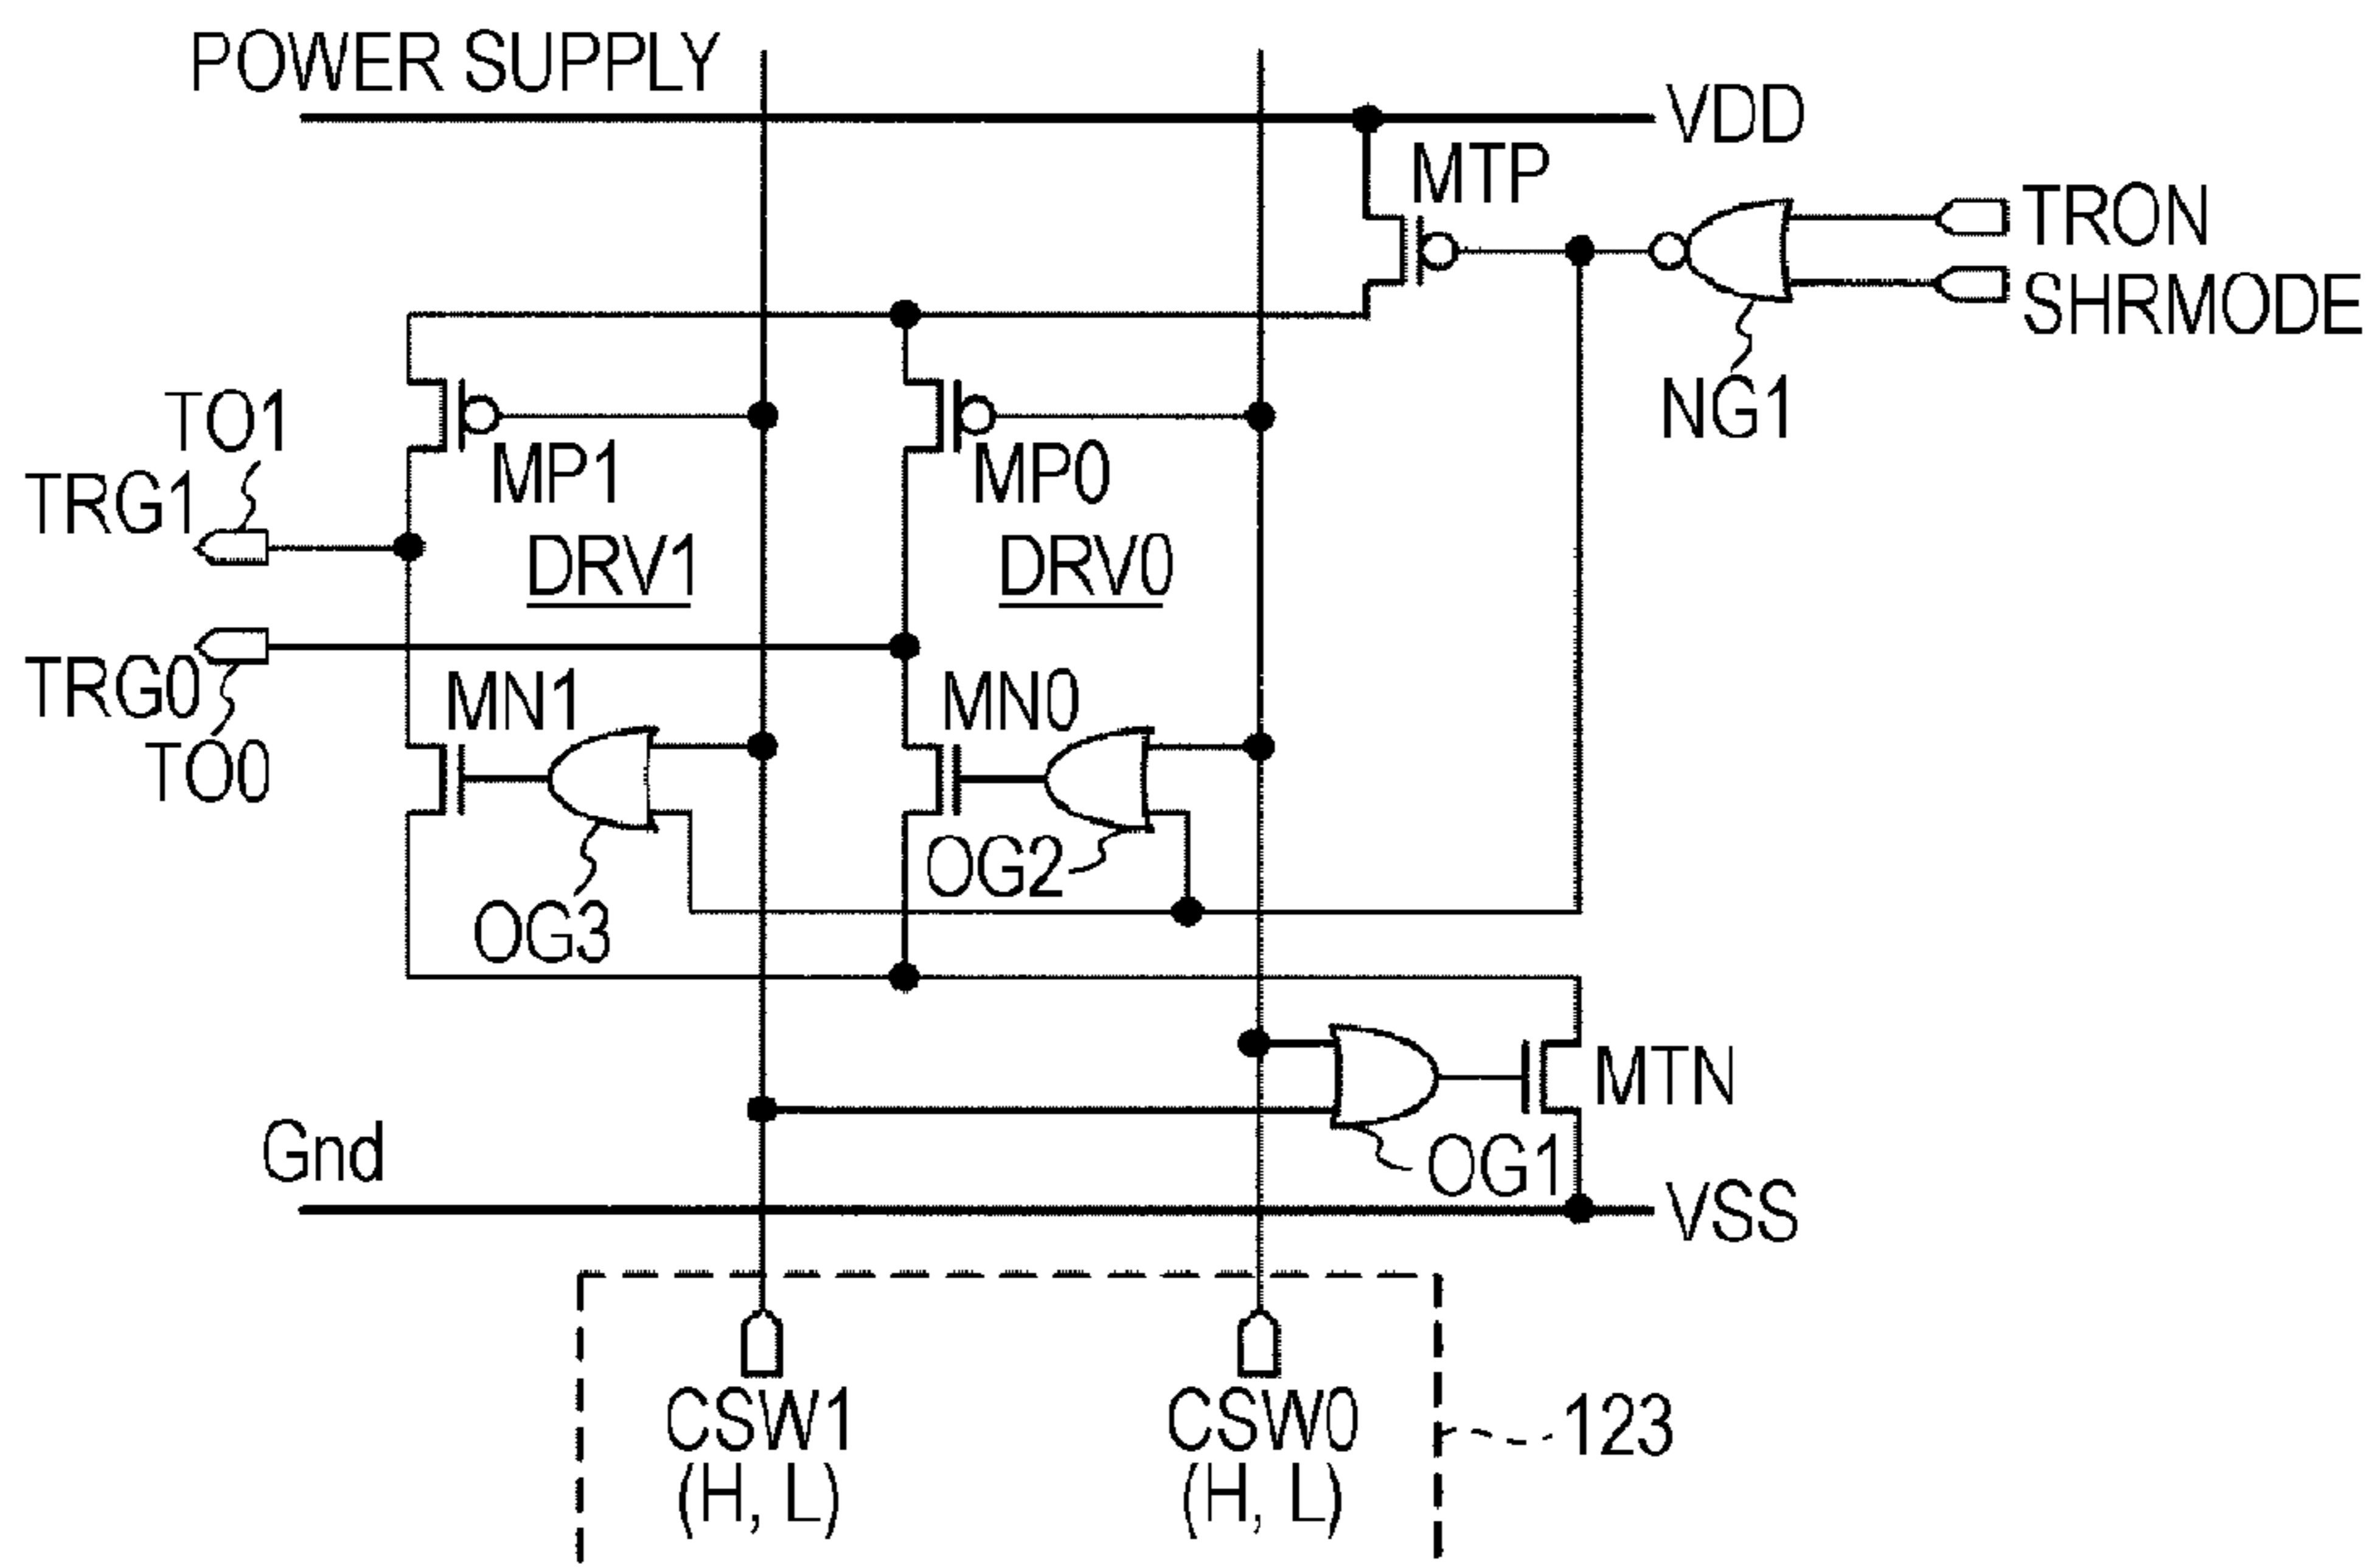 POWER SUPPLY
VDD
MTP
TRON
SHRMODE
NG1
TO1
TRG1
MP1
MP0
DRV1
DRV0
TRG0
TO0
MN1
MN0
OG2
OG3
MTN
OG1
Gnd
VSS
CSW1
(H, L)
CSW0
(H, L)
123